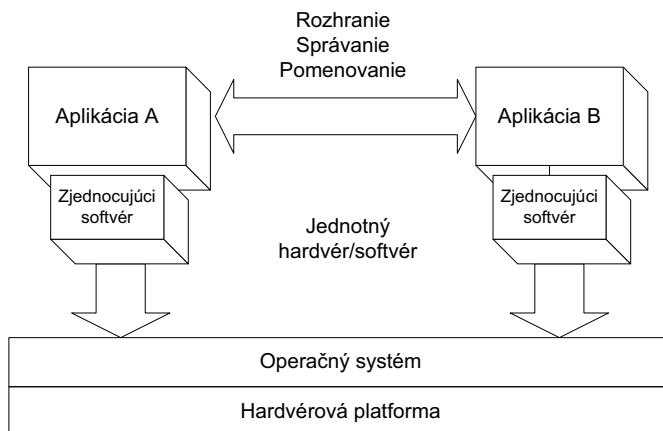 Rozhranie
Správanie
Pomenovanie
Aplikácia A
Aplikácia B
Zjednocujúci
softvér
Zjednocujúci
softvér
Jednotný
hardvér/softvér
Operačný systém
Hardvérová platforma